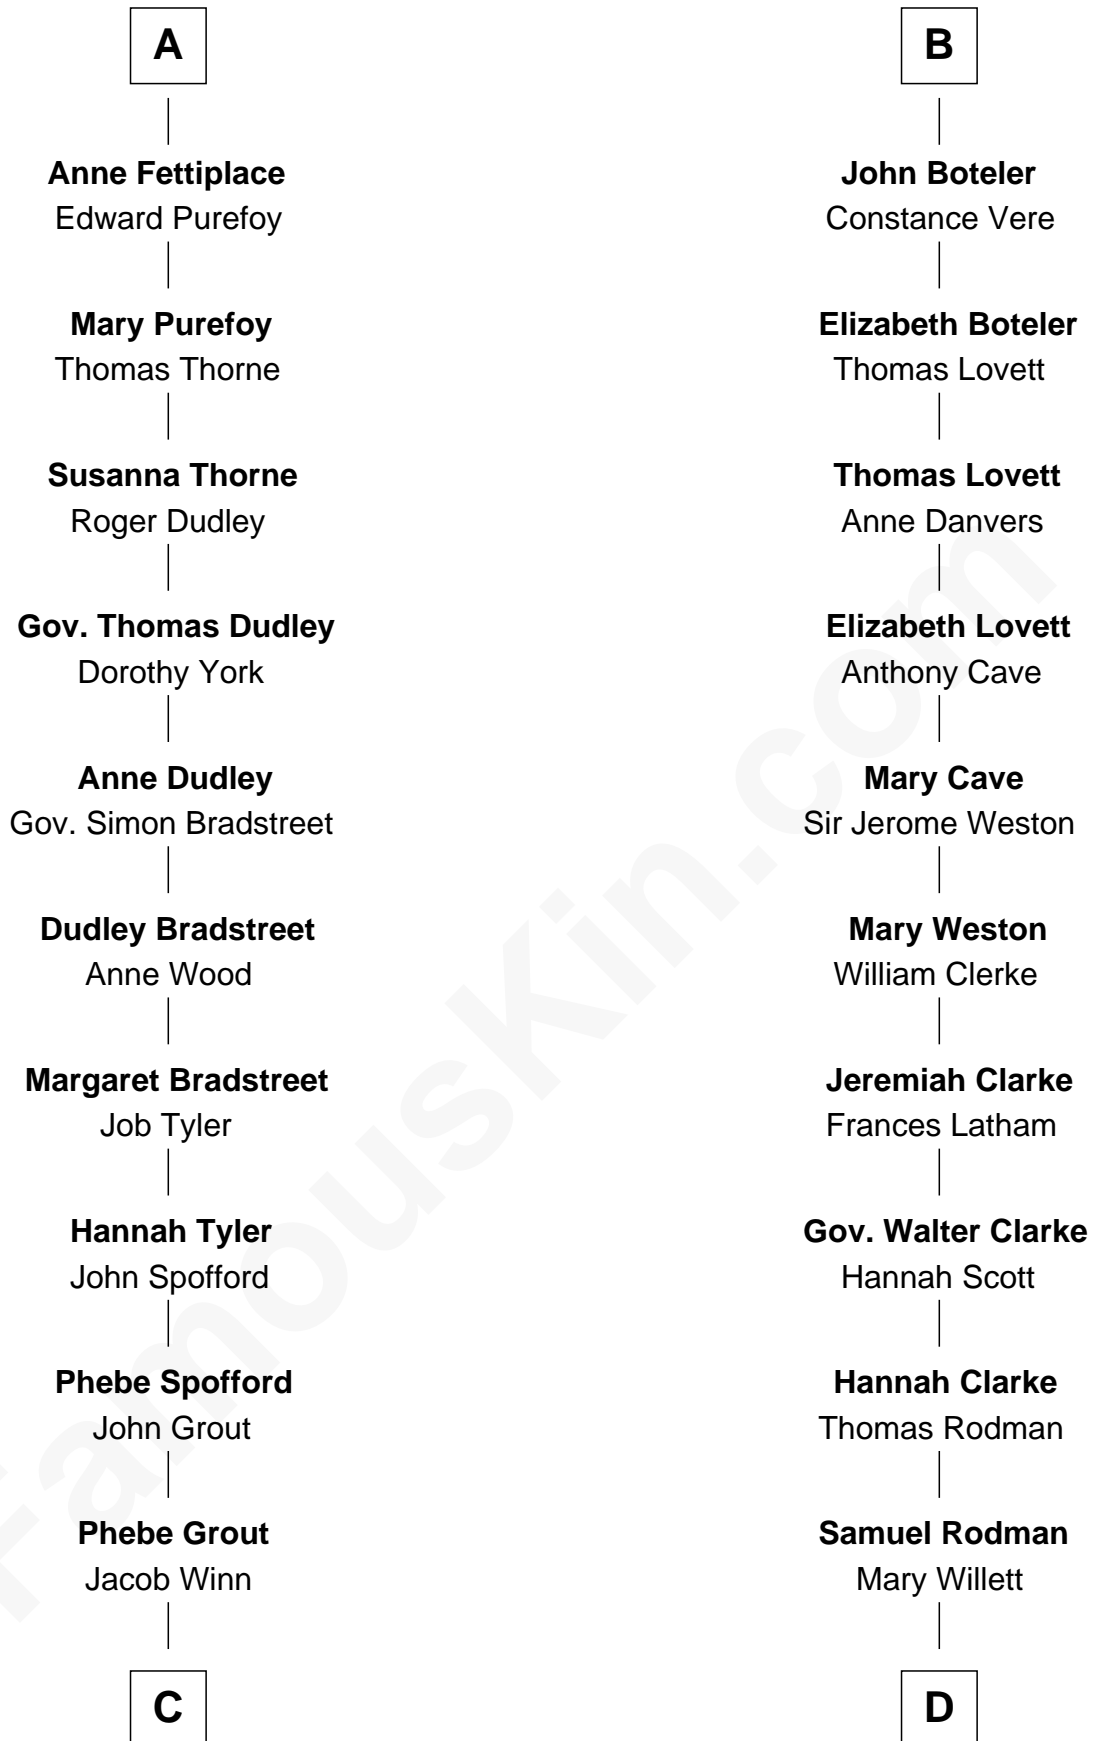 A
Anne Fettiplace
Edward Purefoy
Mary Purefoy
Thomas Thorne
Susanna Thorne
Roger Dudley
Gov. Thomas Dudley
Dorothy York
Anne Dudley
Gov. Simon Bradstreet
Dudley Bradstreet
Anne Wood
Margaret Bradstreet
Job Tyler
Hannah Tyler
John Spofford
Phebe Spofford
John Grout
Phebe Grout
Jacob Winn
C
B
John Boteler
Constance Vere
Elizabeth Boteler
Thomas Lovett
Thomas Lovett
Anne Danvers
Elizabeth Lovett
Anthony Cave
Mary Cave
Sir Jerome Weston
Mary Weston
William Clerke
Jeremiah Clarke
Frances Latham
Gov. Walter Clarke
Hannah Scott
Hannah Clarke
Thomas Rodman
Samuel Rodman
Mary Willett
D
FamousKin.com